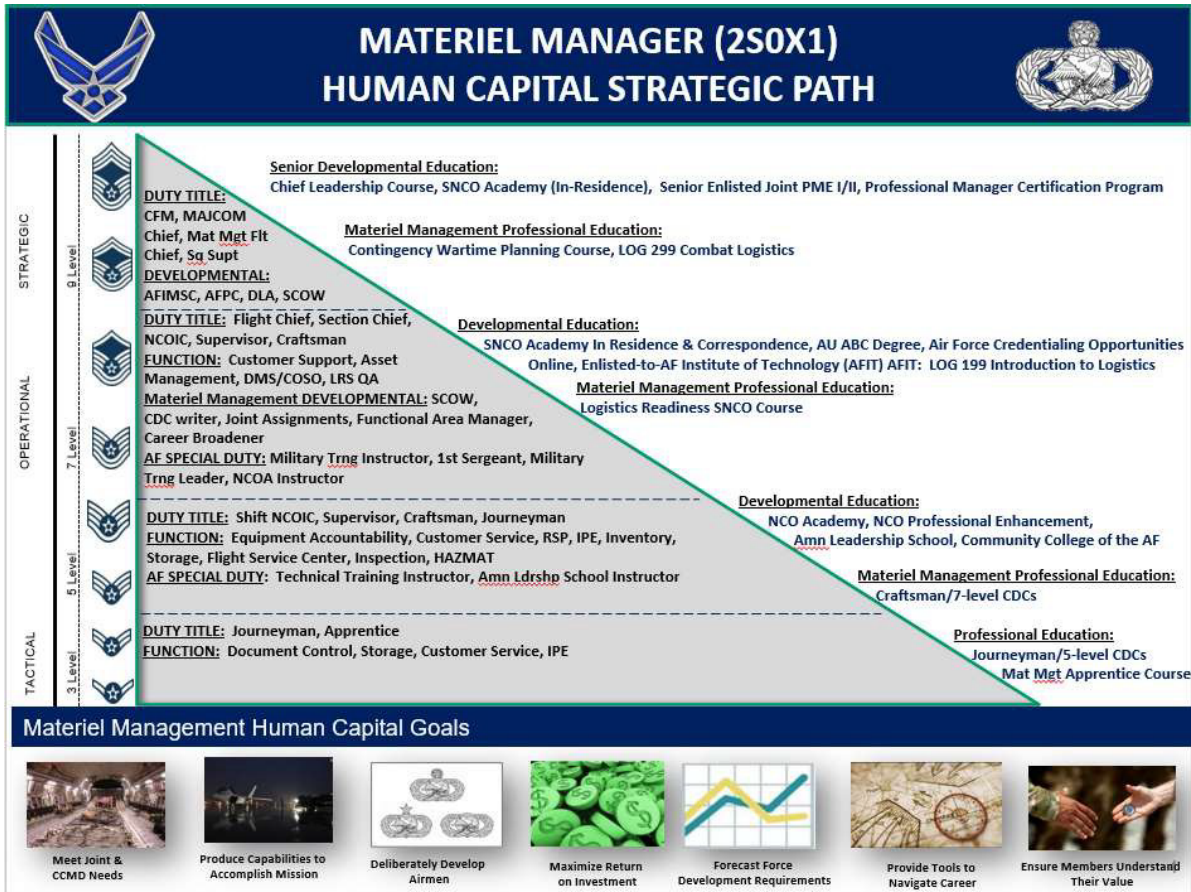 MATERIEL MANAGER (2S0X1)
HUMAN CAPITAL STRATEGIC PATH
STRATEGIC
OPERATIONAL
TACTICAL
9 Level
7 Level
5 Level
3 Level
DUTY TITLE:
CFM, MAJCOM
Chief, Mat Mgt Flt
Chief, Sq Supt
DEVELOPMENTAL:
AFIMSC, AFPC, DLA, SCOW
Senior Developmental Education:
Chief Leadership Course, SNCO Academy (In-Residence), Senior Enlisted Joint PME I/II, Professional Manager Certification Program
Materiel Management Professional Education:
Contingency Wartime Planning Course, LOG 299 Combat Logistics
DUTY TITLE: Flight Chief, Section Chief,
NCOIC, Supervisor, Craftsman
FUNCTION: Customer Support, Asset
Management, DMS/COSO, LRS QA
Materiel Management DEVELOPMENTAL: SCOW,
CDC writer, Joint Assignments, Functional Area Manager,
Career Broadener
AF SPECIAL DUTY: Military Trng Instructor, 1st Sergeant, Military
Trng Leader, NCOA Instructor
Developmental Education:
SNCO Academy In Residence & Correspondence, AU ABC Degree, Air Force Credentialing Opportunities
Online, Enlisted-to-AF Institute of Technology (AFIT) AFIT: LOG 199 Introduction to Logistics
Materiel Management Professional Education:
Logistics Readiness SNCO Course
DUTY TITLE: Shift NCOIC, Supervisor, Craftsman, Journeyman
FUNCTION: Equipment Accountability, Customer Service, RSP, IPE, Inventory,
Storage, Flight Service Center, Inspection, HAZMAT
AF SPECIAL DUTY: Technical Training Instructor, Amn Ldrshp School Instructor
Developmental Education:
NCO Academy, NCO Professional Enhancement,
Amn Leadership School, Community College of the AF
Materiel Management Professional Education:
Craftsman/7-level CDCs
DUTY TITLE: Journeyman, Apprentice
FUNCTION: Document Control, Storage, Customer Service, IPE
Professional Education:
Journeyman/5-level CDCs
Mat Mgt Apprentice Course
Materiel Management Human Capital Goals
Meet Joint &
CCMD Needs
Produce Capabilities to
Accomplish Mission
Deliberately Develop
Airmen
Maximize Return
on Investment
Forecast Force
Development Requirements
Provide Tools to
Navigate Career
Ensure Members Understand
Their Value